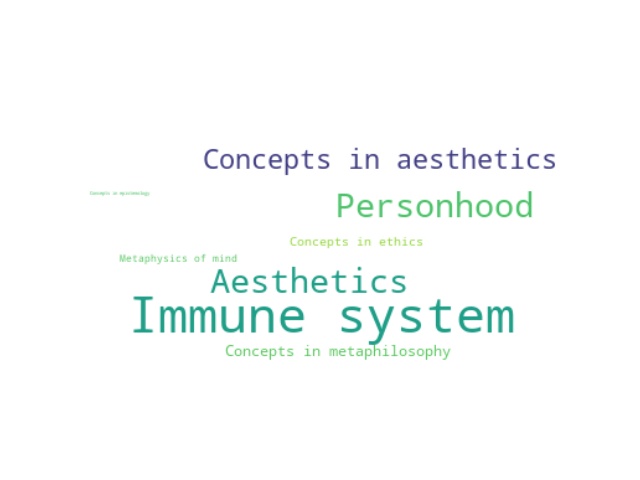 Concepts in aesthetics
Concepts in epistemology
Personhood
Concepts in ethics
Metaphysics of mind
Aesthetics
Immune system
Concepts in metaphilosophy